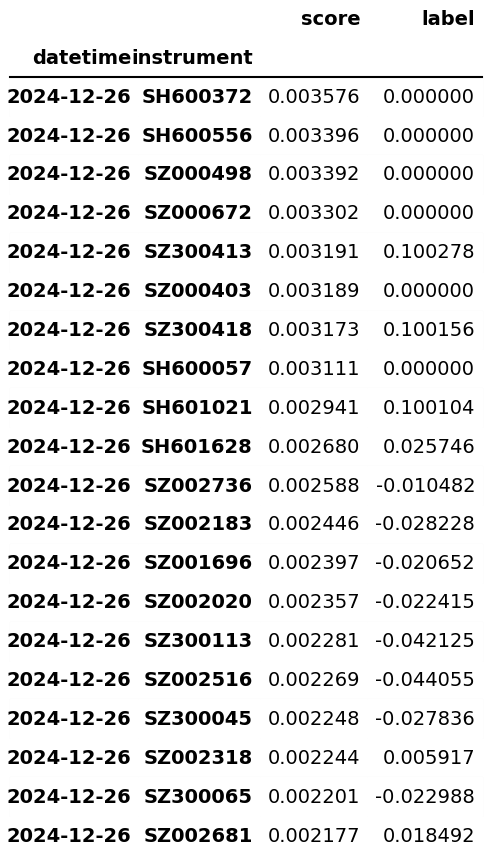 score label
datetime instrument
2024-12-26 SH600372 0.003576 0.000000
2024-12-26 SH600556 0.003396 0.000000
2024-12-26 SZ000498 0.003392 0.000000
2024-12-26 SZ000672 0.003302 0.000000
2024-12-26 SZ300413 0.003191 0.100278
2024-12-26 SZ000403 0.003189 0.000000
2024-12-26 SZ300418 0.003173 0.100156
2024-12-26 SH600057 0.003111 0.000000
2024-12-26 SH601021 0.002941 0.100104
2024-12-26 SH601628 0.002680 0.025746
2024-12-26 SZ002736 0.002588 -0.010482
2024-12-26 SZ002183 0.002446 -0.028228
2024-12-26 SZ001696 0.002397 -0.020652
2024-12-26 SZ002020 0.002357 -0.022415
2024-12-26 SZ300113 0.002281 -0.042125
2024-12-26 SZ002516 0.002269 -0.044055
2024-12-26 SZ300045 0.002248 -0.027836
2024-12-26 SZ002318 0.002244 0.005917
2024-12-26 SZ300065 0.002201 -0.022988
2024-12-26 SZ002681 0.002177 0.018492